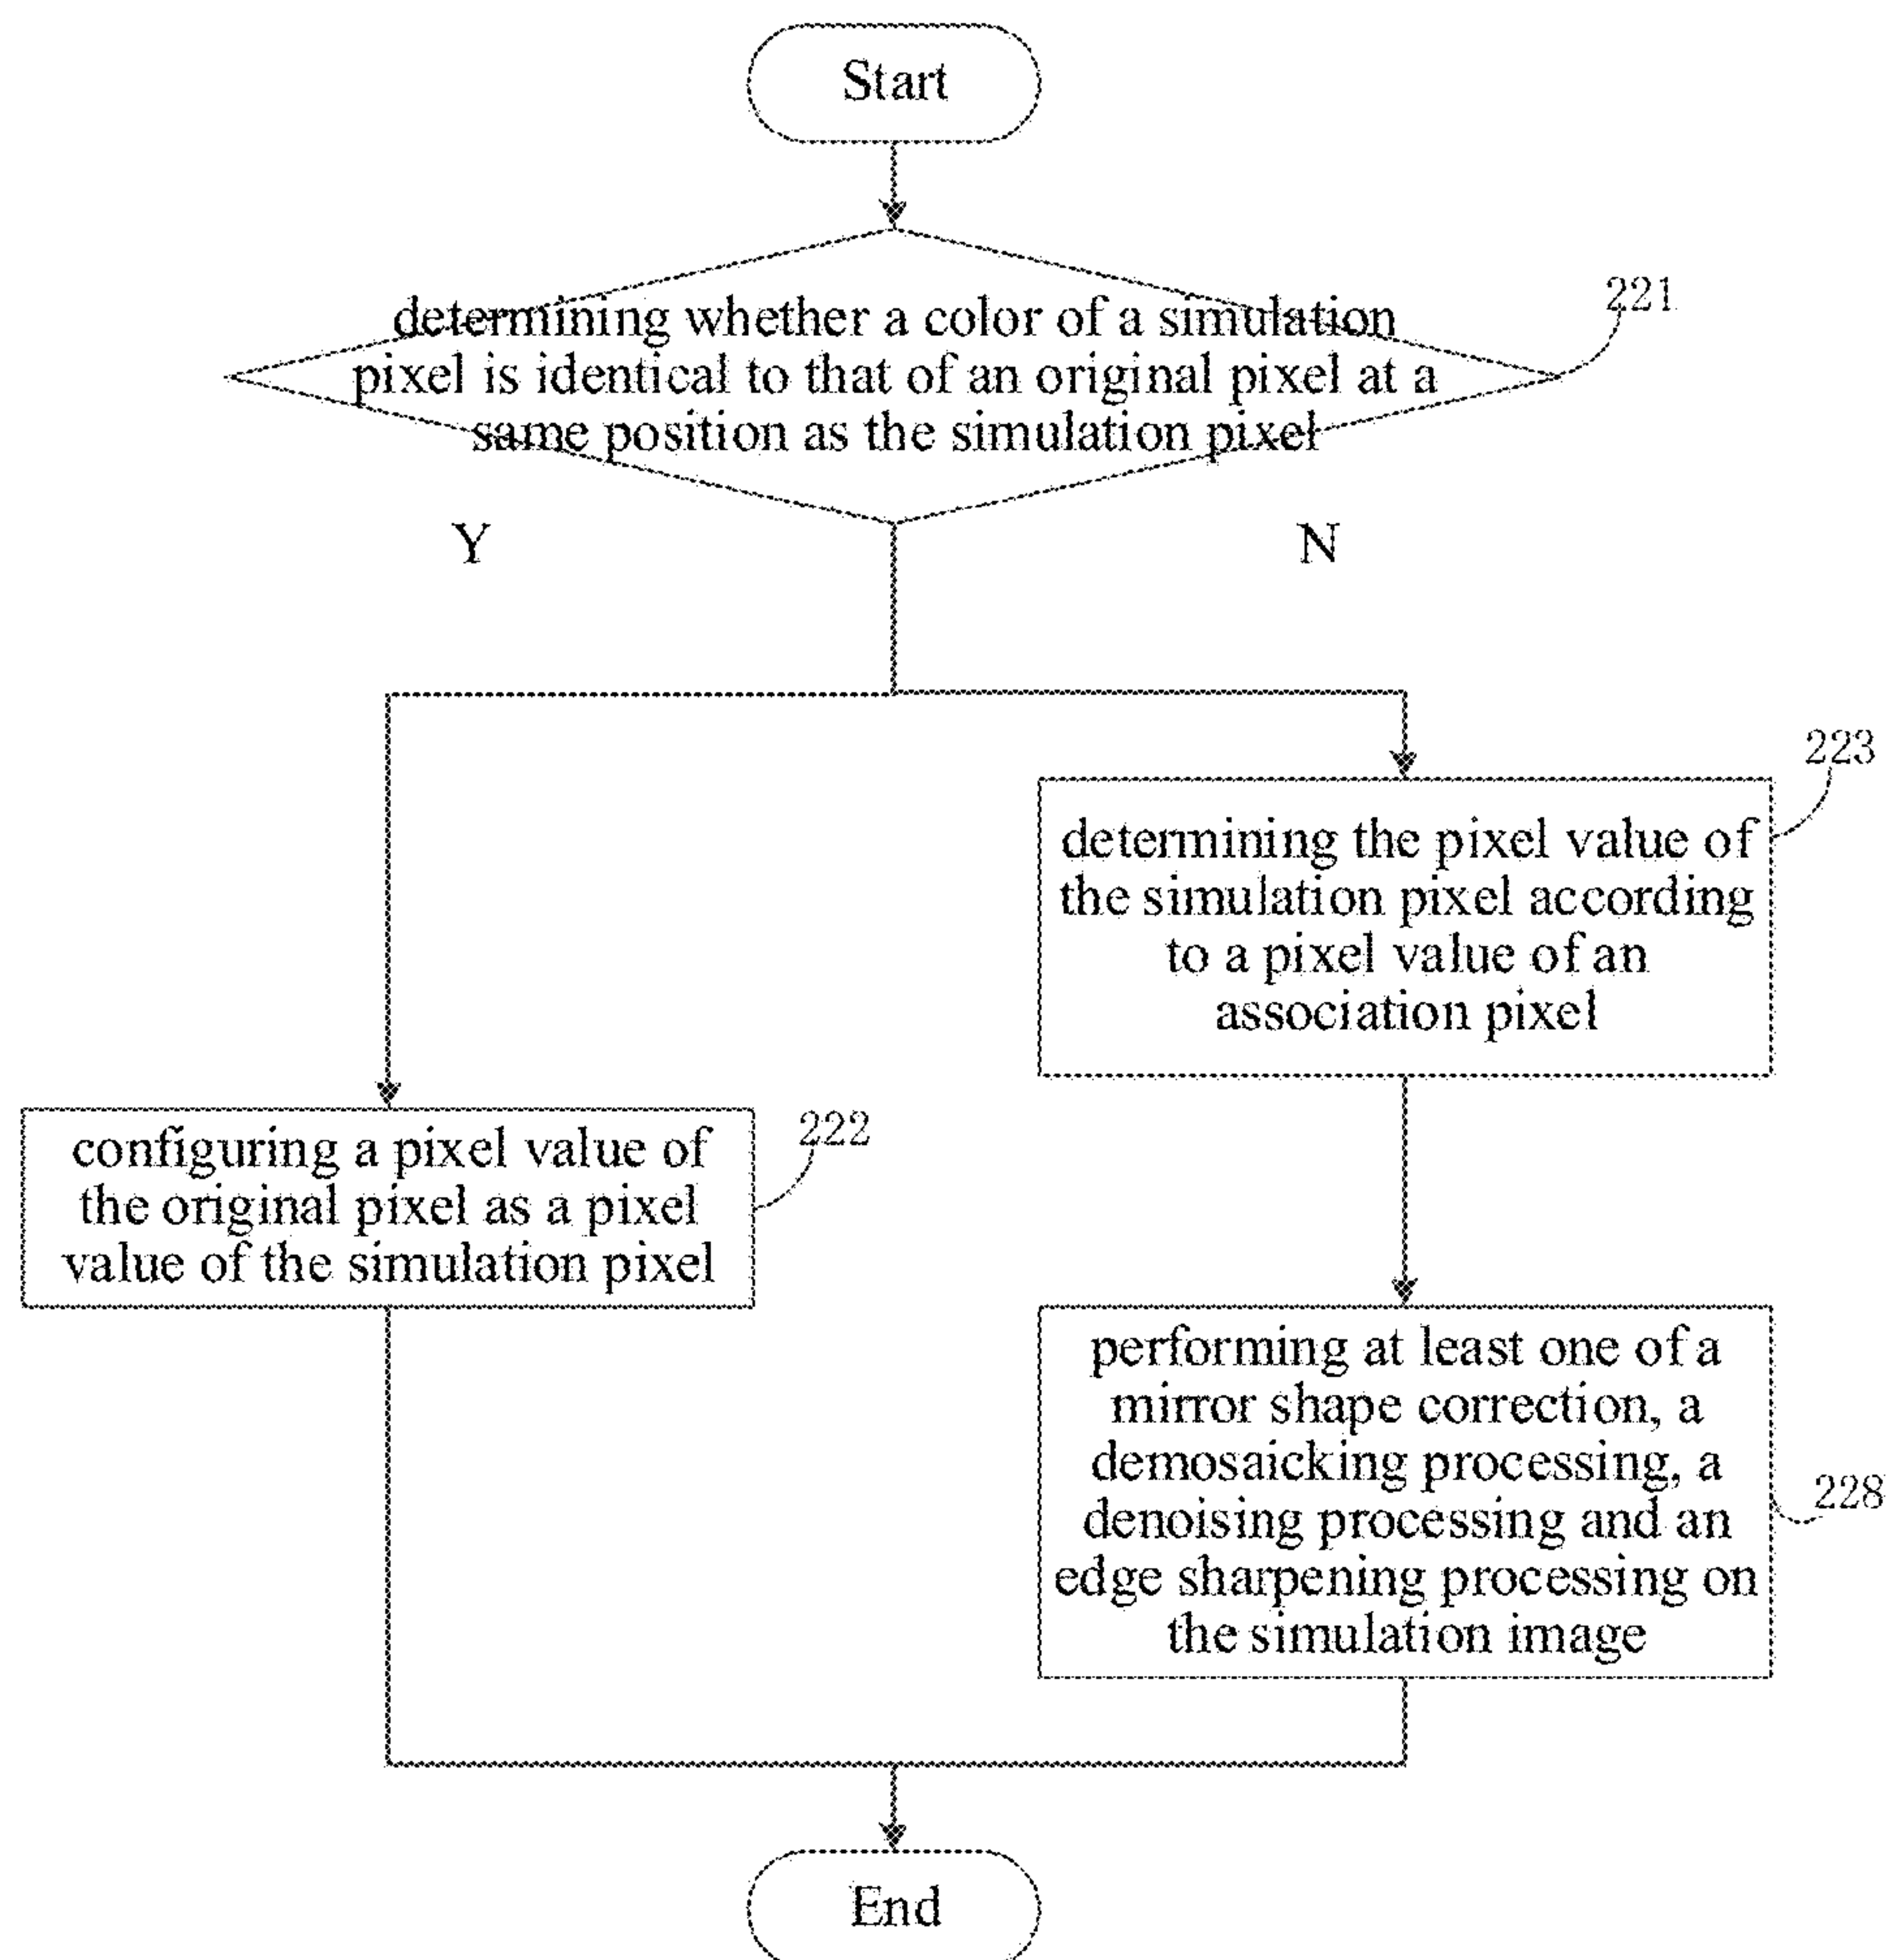 Start
determining whether a color of a simulation
pixel is identical to that of an original pixel at a
same position as the simulation pixel
221
Y
N
223
determining the pixel value of
the simulation pixel according
to a pixel value of an
association pixel
222
configuring a pixel value of
the original pixel as a pixel
value of the simulation pixel
performing at least one of a
mirror shape correction, a
demosaicking processing, a
denoising processing and an
edge sharpening processing on
the simulation image
228
End